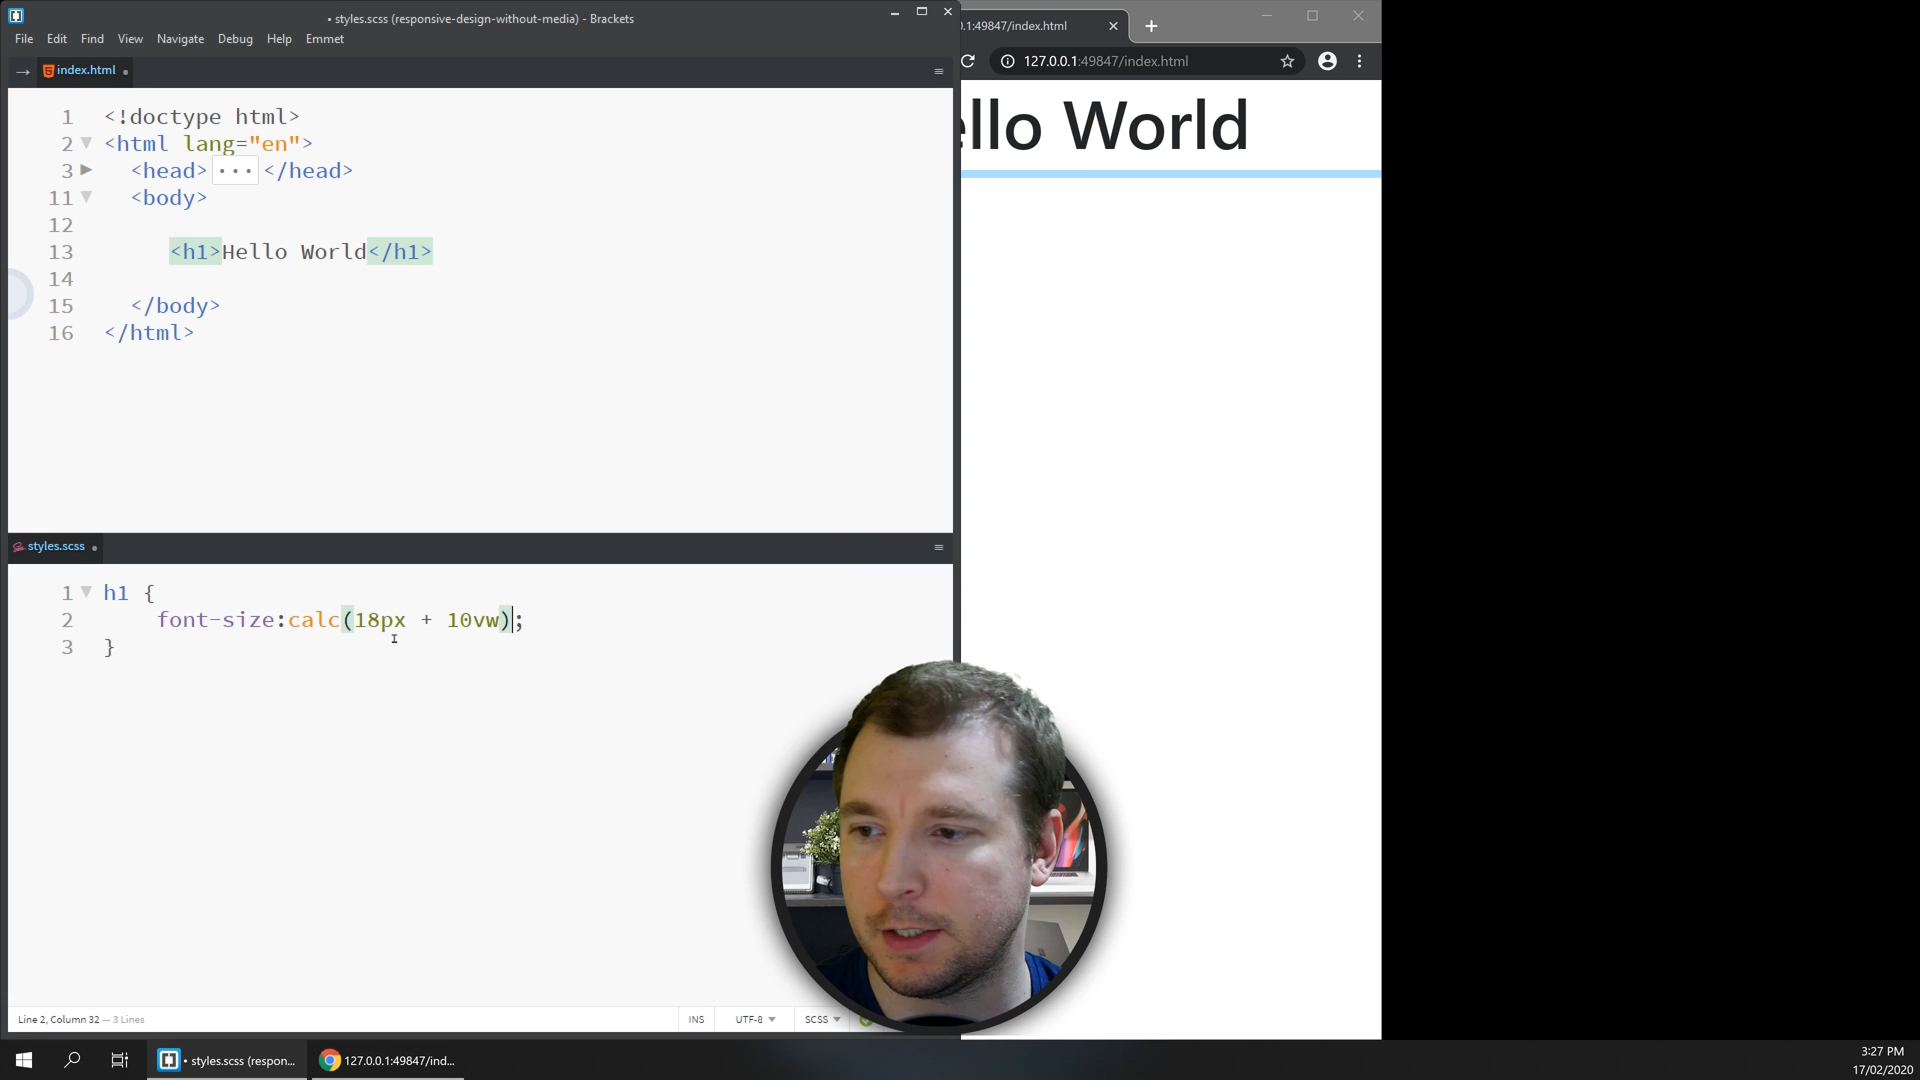 styles.scss (responsive-design-without-media) - Brackets
File Edit Find View Navigate Debug Help Emmet
index.html
1 <!doctype html>
2 <html lang="en">
3 <head>···</head>
11 <body>
12
13 <h1>Hello World</h1>
14
15 </body>
16 </html>
styles.scss
1 h1 {
2 font-size:calc(18px + 10vw);
3 }
Line 2, Column 32 — 3 Lines
INS UTF-8 SCSS
0.1:49847/index.html
127.0.0.1:49847/index.html
ello World
• styles.scss (respon...
127.0.0.1:49847/ind...
3:27 PM
17/02/2020